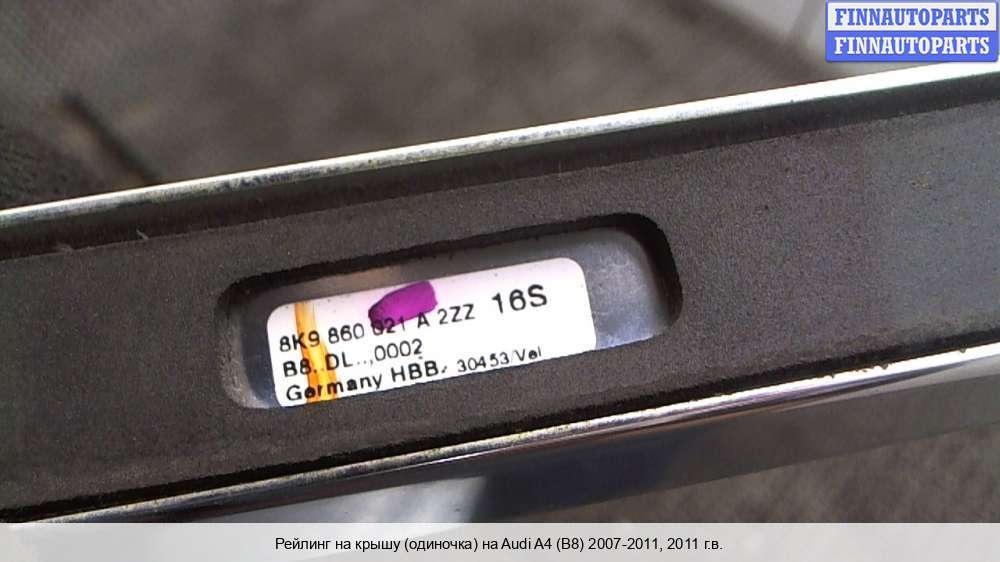 FINNAUTOPARTS
FINNAUTOPARTS
8K9 860 021 A 2ZZ 16S
B8..DL..,0002
Germany HBB. 30453/Vel
Рейлинг на крышу (одиночка) на Audi A4 (B8) 2007-2011, 2011 г.в.